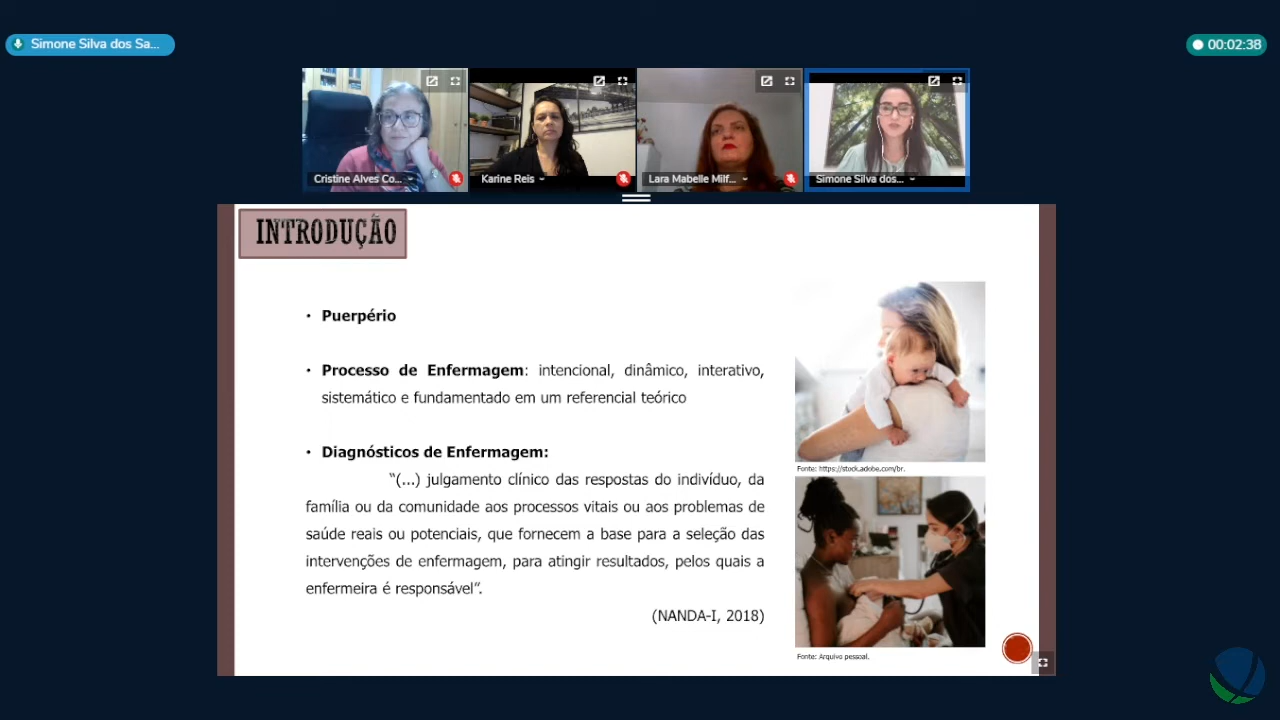 Simone Silva dos Sa...
00:02:38
Cristine Alves Co...
Karine Reis
Lara Mabelle Milf...
Simone Silva dos...
INTRODUÇÃO
• Puerpério
• Processo de Enfermagem: intencional, dinâmico, interativo,
sistemático e fundamentado em um referencial teórico
• Diagnósticos de Enfermagem:
“(...) julgamento clínico das respostas do indivíduo, da
família ou da comunidade aos processos vitais ou aos problemas de
saúde reais ou potenciais, que fornecem a base para a seleção das
intervenções de enfermagem, para atingir resultados, pelos quais a
enfermeira é responsável”.
(NANDA-I, 2018)
Fonte: https://stock.adobe.com/br.
Fonte: Arquivo pessoal.